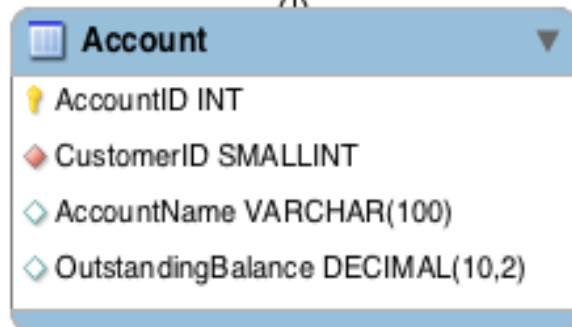 Account
AccountID INT
CustomerID SMALLINT
AccountName VARCHAR(100)
OutstandingBalance DECIMAL(10,2)